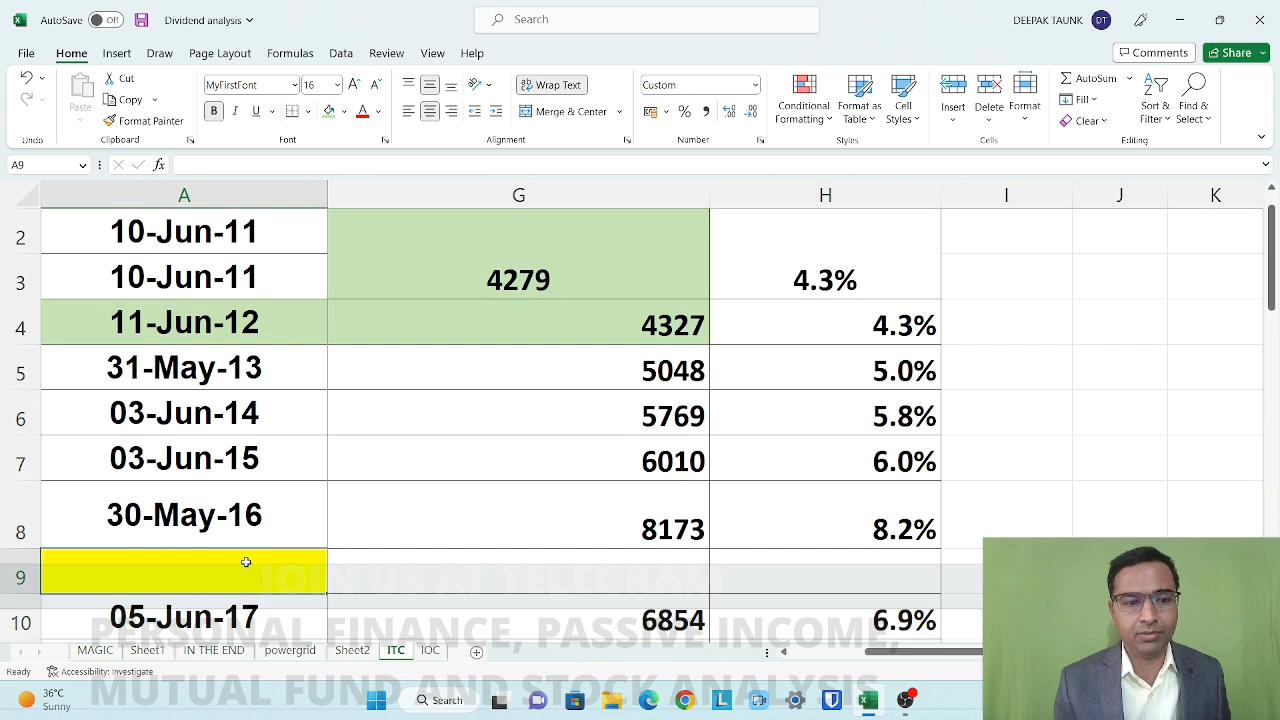 AutoSave Off Dividend analysis Search DEEPAK TAUNK DT
File Home Insert Draw Page Layout Formulas Data Review View Help Comments Share
Paste Cut Copy Format Painter
MyFirstFont 16 B I U A A A
Wrap Text Merge & Center
Custom % ,
Conditional Formatting Format as Table Cell Styles
Insert Delete Format
AutoSum Fill Clear Sort & Filter Find & Select
Undo Clipboard Font Alignment Number Styles Cells Editing
A9 fx
A G H I J K
2 10-Jun-11
3 10-Jun-11 4279 4.3%
4 11-Jun-12 4327 4.3%
5 31-May-13 5048 5.0%
6 03-Jun-14 5769 5.8%
7 03-Jun-15 6010 6.0%
8 30-May-16 8173 8.2%
9
JOIN US AT TELEGRAM
10 05-Jun-17 6854 6.9%
PERSONAL FINANCE, PASSIVE INCOME,
MAGIC Sheet1 IN THE END powergrid Sheet2 ITC IOC
Ready Accessibility: Investigate
MUTUAL FUND AND STOCK ANALYSIS
36°C
Sunny
Search